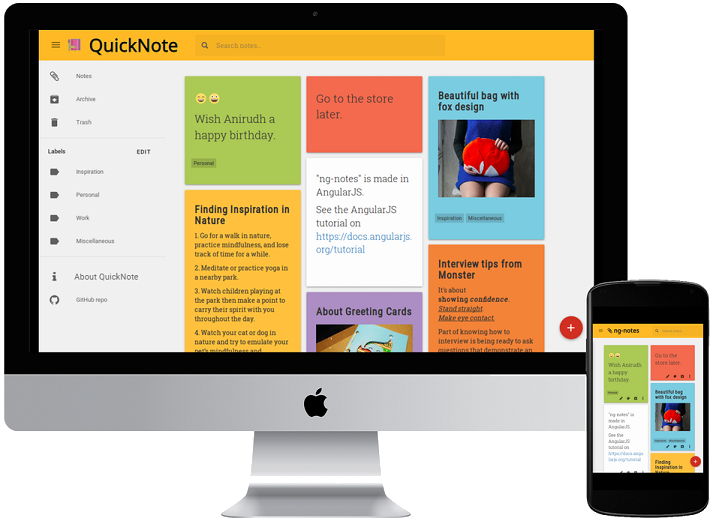 QuickNote
Search notes...
Notes
Archive
Trash
Labels EDIT
Inspiration
Personal
Work
Miscellaneous
About QuickNote
GitHub repo
Wish Anirudh a
happy birthday.
Personal
Finding Inspiration in
Nature
1. Go for a walk in nature,
practice mindfulness, and lose
track of time for a while.
2. Meditate or practice yoga in
a nearby park.
3. Watch children playing at
the park then make a point to
carry their spirit with you
throughout the day.
4. Watch your cat or dog in
nature and try to emulate your
pet's mindfulness and
Go to the store
later.
"ng-notes" is made in
AngularJS.
See the AngularJS
tutorial on
https://docs.angularjs.
org/tutorial
About Greeting Cards
Beautiful bag with
fox design
Inspiration Miscellaneous
Interview tips from
Monster
It's about
showing confidence.
Stand straight.
Make eye contact.
Part of knowing how to
interview is being ready to ask
questions that demonstrate an
ng-notes
Wish Anirudh
a happy
birthday.
"ng-notes" is
made in
AngularJS.
See the
AngularJS
tutorial on
https://docs.angu
larjs.org/tutorial
Go to the
store later.
Beautiful bag
with fox design
Finding
Inspiration in